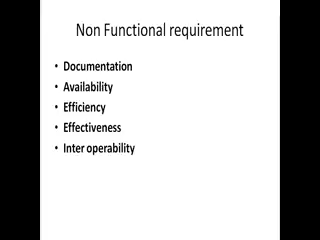 Non Functional requirement
• Documentation
• Availability
• Efficiency
• Effectiveness
• Inter operability